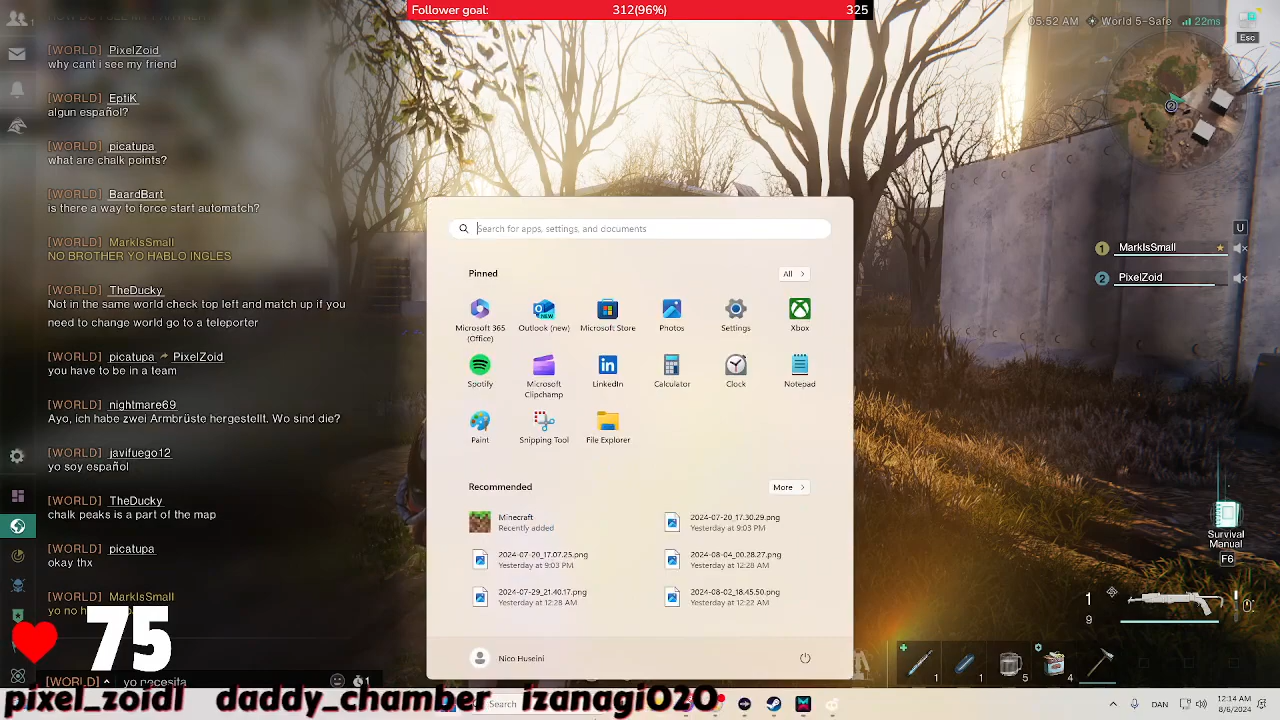 Follower goal:
312(96%)
325
05:52 AM
World 5-Safe
22ms
Esc
[WORLD] PixelZoid
why cant i see my friend
[WORLD] EptiK
algun español?
[WORLD] picatupa
what are chalk points?
[WORLD] BaardBart
is there a way to force start automatch?
[WORLD] MarkIsSmall
NO BROTHER YO HABLO INGLES
[WORLD] TheDucky
Not in the same world check top left and match up if you
need to change world go to a teleporter
[WORLD] picatupa PixelZoid
you have to be in a team
[WORLD] nightmare69
Ayo, ich habe zwei Armbrüste hergestellt. Wo sind die?
[WORLD] javifuego12
yo soy español
[WORLD] TheDucky
chalk peaks is a part of the map
[WORLD] picatupa
okay thx
[WORLD] MarkIsSmall
yo no
75
[WORLD] yo necesita
1
Search for apps, settings, and documents
Pinned
All
Microsoft 365
(Office)
Outlook (new)
Microsoft Store
Photos
Settings
Xbox
Spotify
Microsoft
Clipchamp
LinkedIn
Calculator
Clock
Notepad
Paint
Snipping Tool
File Explorer
Recommended
More
Minecraft
Recently added
2024-07-20_17.30.29.png
Yesterday at 9:03 PM
2024-07-20_17.07.25.png
Yesterday at 9:03 PM
2024-08-04_00.28.27.png
Yesterday at 12:28 AM
2024-07-29_21.40.17.png
Yesterday at 12:28 AM
2024-08-02_18.45.50.png
Yesterday at 12:22 AM
Nico Huseini
U
1 MarkIsSmall
2 PixelZoid
Survival
Manual
F6
1
9
1
1
5
4
pixel_zoidl daddy_chamber izanagi020
Search
DAN
12:14 AM
8/6/2024